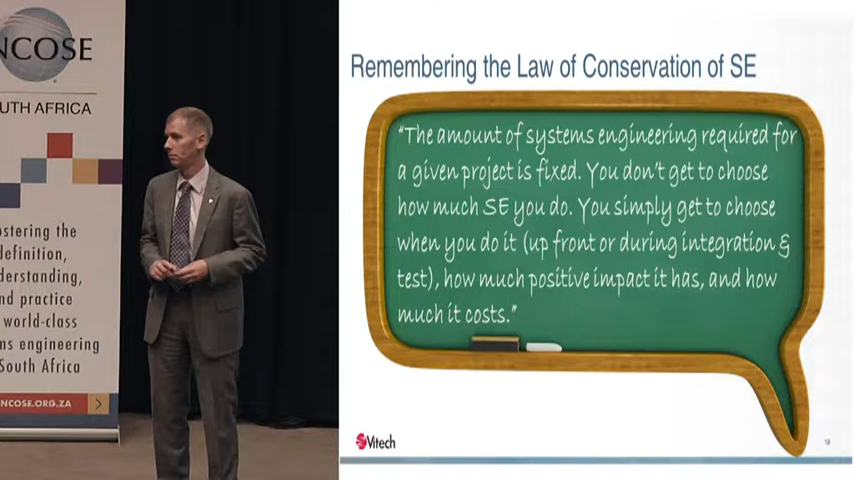 NCOSE
UTH AFRICA
stering the
definition,
derstanding,
nd practice
world-class
ms engineering
South Africa
NCOSE.ORG.ZA
Remembering the Law of Conservation of SE
“The amount of systems engineering required for
a given project is fixed. You don’t get to choose
how much SE you do. You simply get to choose
when you do it (up front or during integration &
test), how much positive impact it has, and how
much it costs.”
Vitech